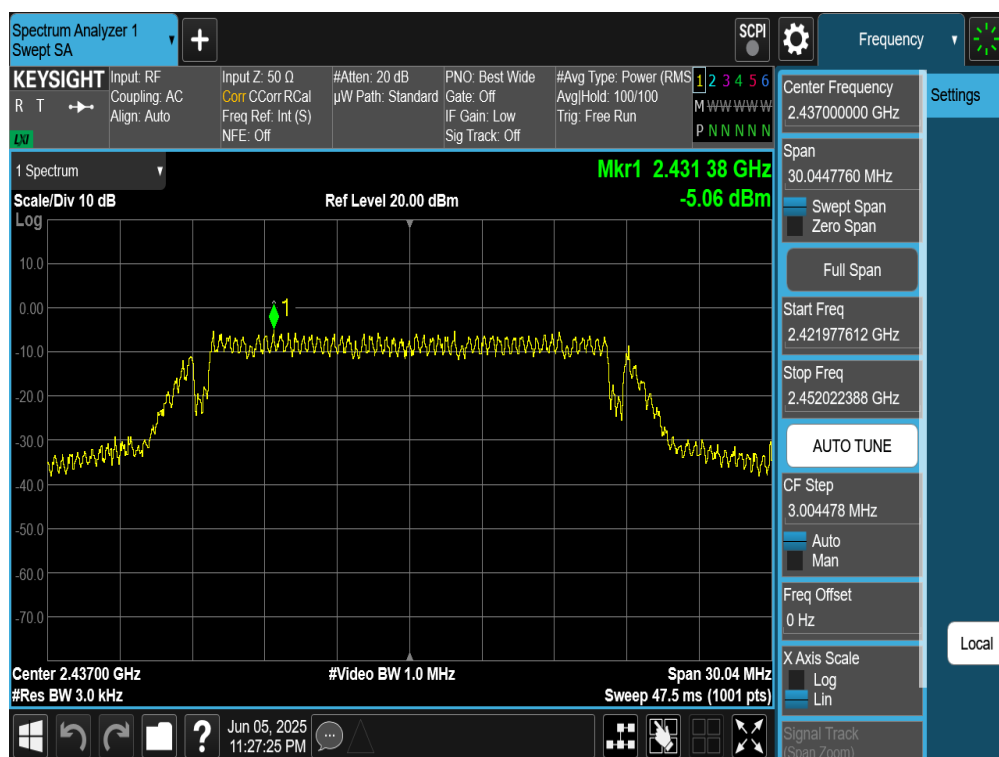 Spectrum Analyzer 1
Swept SA
+
SCPI
Frequency
KEYSIGHT
R T
LXI
Input: RF
Coupling: AC
Align: Auto
Input Z: 50 Ω
Corr CCorr RCal
Freq Ref: Int (S)
NFE: Off
#Atten: 20 dB
µW Path: Standard
PNO: Best Wide
Gate: Off
IF Gain: Low
Sig Track: Off
#Avg Type: Power (RMS
Avg|Hold: 100/100
Trig: Free Run
1 2 3 4 5 6
M W W W W W
P N N N N N
1 Spectrum
Mkr1 2.431 38 GHz
-5.06 dBm
Scale/Div 10 dB
Ref Level 20.00 dBm
Log
10.0
0.00
-10.0
-20.0
-30.0
-40.0
-50.0
-60.0
-70.0
1
Center 2.43700 GHz
#Video BW 1.0 MHz
Span 30.04 MHz
#Res BW 3.0 kHz
Sweep 47.5 ms (1001 pts)
?
Jun 05, 2025
11:27:25 PM
Center Frequency
2.437000000 GHz
Span
30.0447760 MHz
Swept Span
Zero Span
Full Span
Start Freq
2.421977612 GHz
Stop Freq
2.452022388 GHz
AUTO TUNE
CF Step
3.004478 MHz
Auto
Man
Freq Offset
0 Hz
X Axis Scale
Log
Lin
Signal Track
(Span Zoom)
Settings
Local